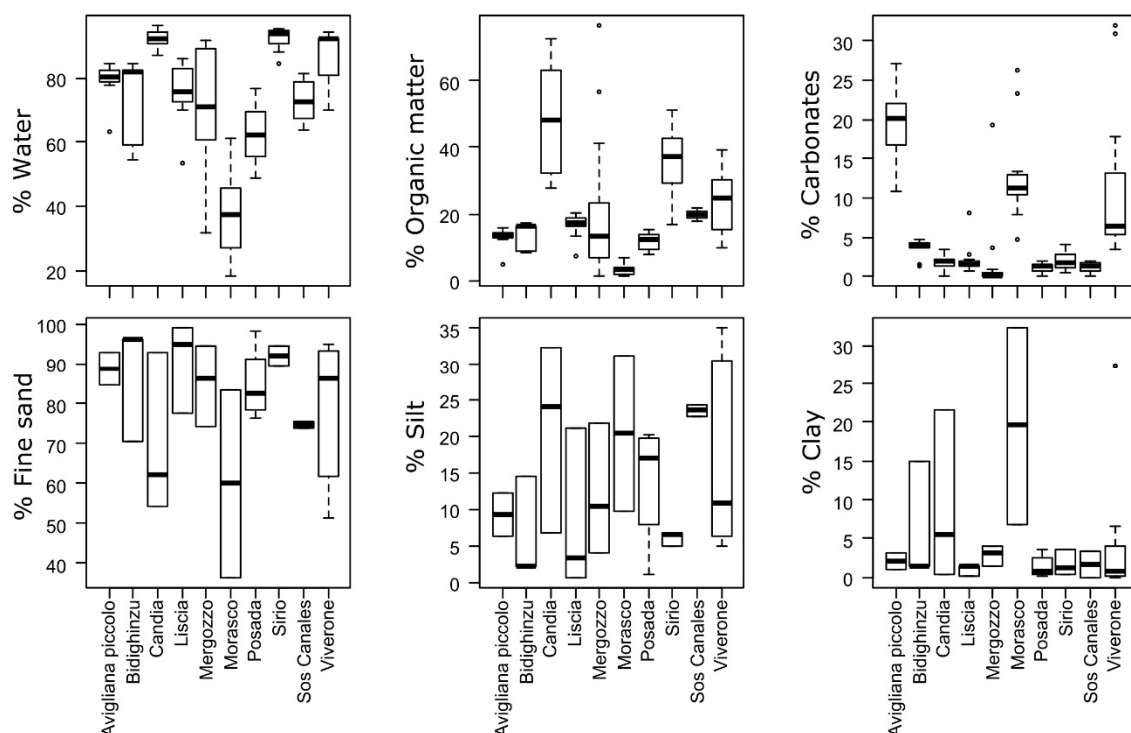 % Water
80
60
40
20
% Organic matter
60
40
20
0
% Carbonates
30
25
20
15
10
5
0
% Fine sand
100
90
80
70
60
50
40
% Silt
35
30
25
20
15
10
5
0
% Clay
30
25
20
15
10
5
0
Avigliana piccolo
Bidighinzu
Candia
Liscia
Mergozzo
Morasco
Posada
Sirio
Sos Canales
Viverone
Avigliana piccolo
Bidighinzu
Candia
Liscia
Mergozzo
Morasco
Posada
Sirio
Sos Canales
Viverone
Avigliana piccolo
Bidighinzu
Candia
Liscia
Mergozzo
Morasco
Posada
Sirio
Sos Canales
Viverone